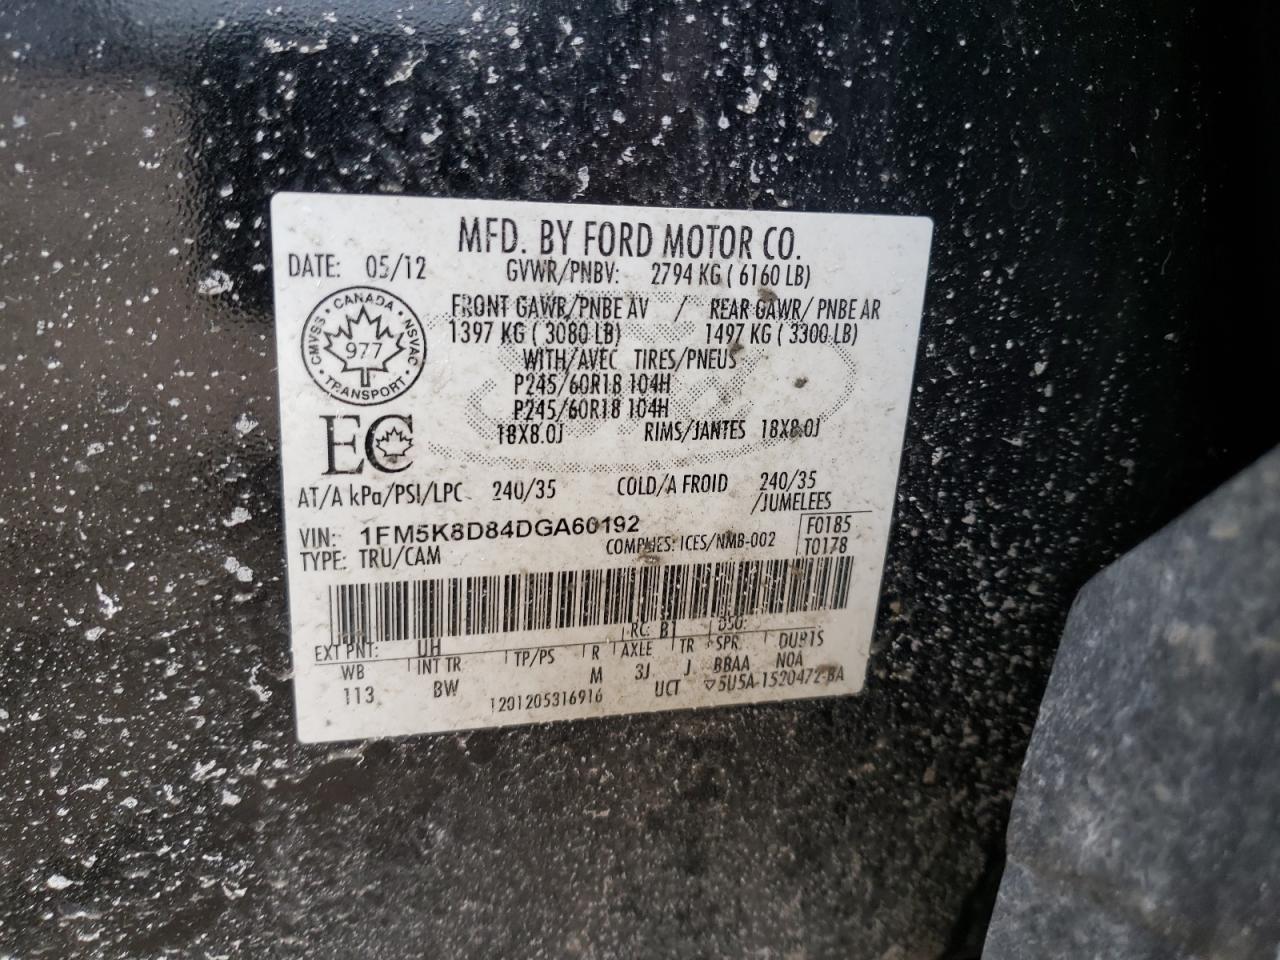 MFD. BY FORD MOTOR CO.
DATE: 05/12 GVWR/PNBV: 2794 KG ( 6160 LB)
CANADA CMVSS NSVAC 977 TRANSPORT
FRONT GAWR/PNBE AV / REAR GAWR/ PNBE AR
1397 KG ( 3080 LB) 1497 KG ( 3300 LB)
WITH/AVEC TIRES/PNEUS
P245/60R18 104H
P245/60R18 104H
EC
18X8.0J RIMS/JANTES 18X8.0J
AT/A kPa/PSI/LPC 240/35 COLD/A FROID 240/35
/JUMELEES
VIN: 1FM5K8D84DGA60192 F0185
TYPE: TRU/CAM COMPLIES: ICES/NMB-002 T0178
EXT PNT: UH RC: B1 DSO:
WB INT TR TP/PS R AXLE TR SPR
113 BW M 3J J BBAA NOA
1201205316916 UCT ▽5U5A-1520472-BA